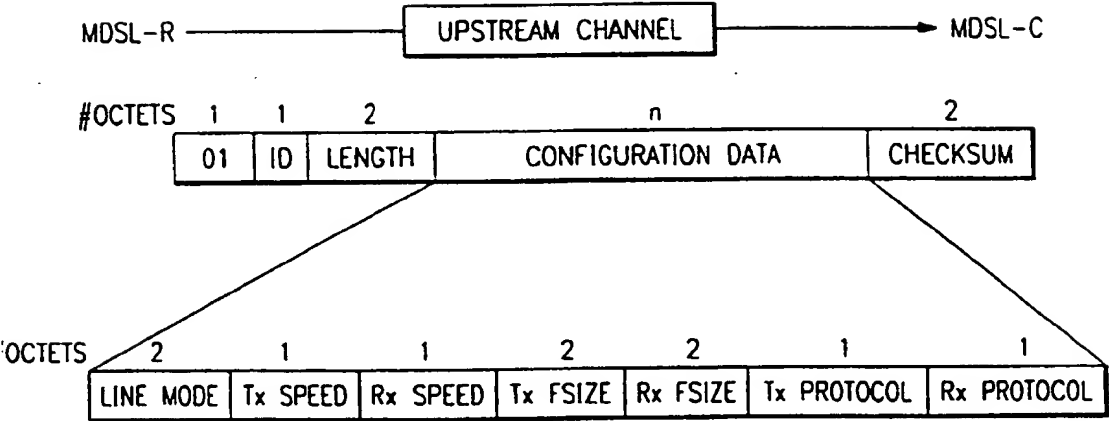 MDSL-R UPSTREAM CHANNEL MDSL-C
#OCTETS 1 1 2 n 2
01 ID LENGTH CONFIGURATION DATA CHECKSUM
OCTETS 2 1 1 2 2 1 1
LINE MODE Tx SPEED Rx SPEED Tx FSIZE Rx FSIZE Tx PROTOCOL Rx PROTOCOL